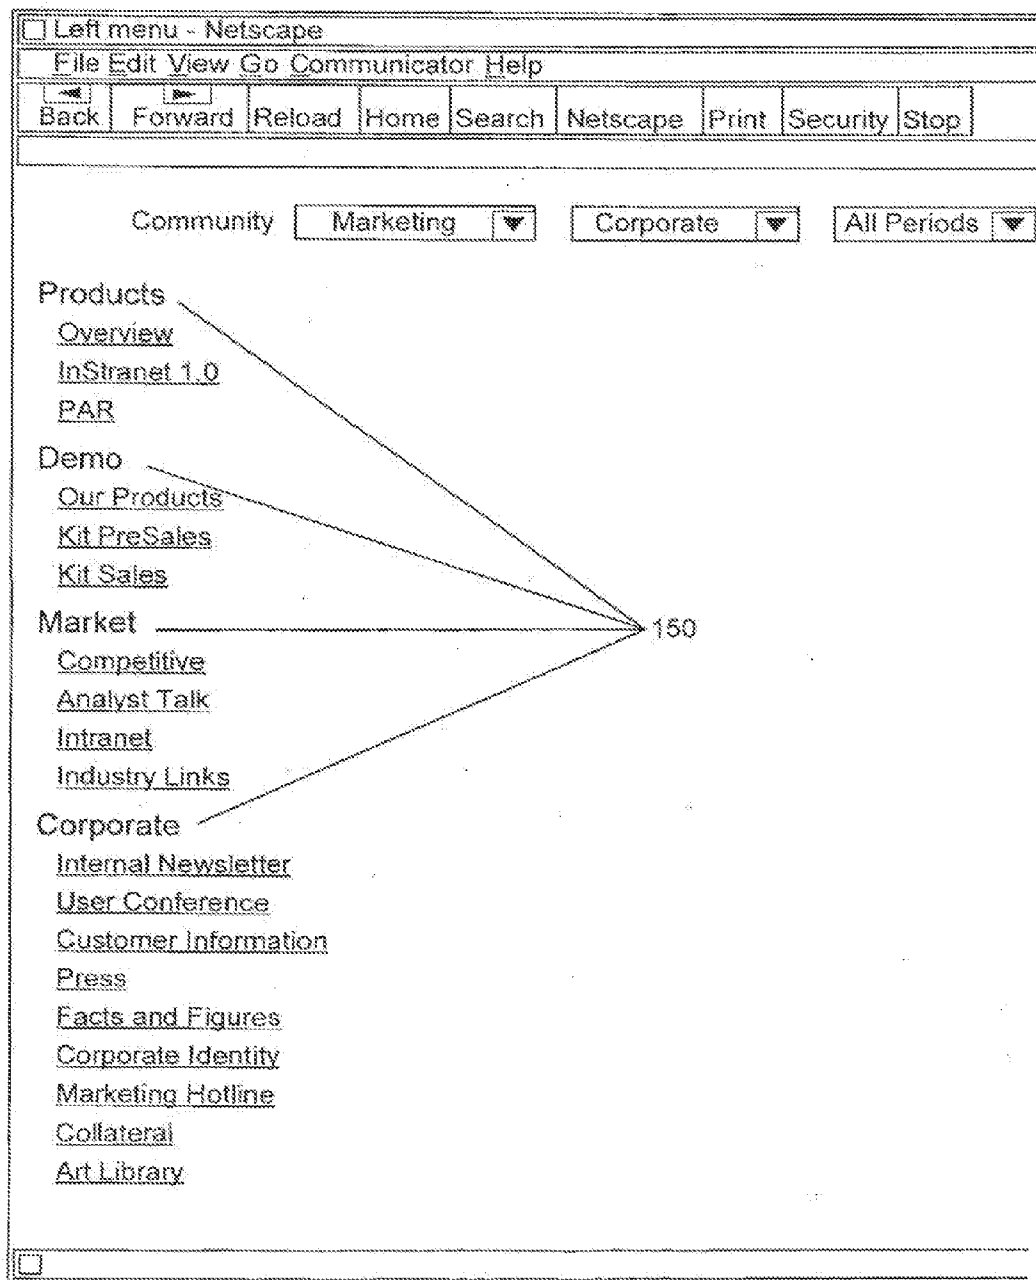 Left menu - Netscape
File Edit View Go Communicator Help
Back Forward Reload Home Search Netscape Print Security Stop
Community Marketing Corporate All Periods
Products
Overview
InStranet 1.0
PAR
Demo
Our Products
Kit PreSales
Kit Sales
Market
150
Competitive
Analyst Talk
Intranet
Industry Links
Corporate
Internal Newsletter
User Conference
Customer Information
Press
Facts and Figures
Corporate Identity
Marketing Hotline
Collateral
Art Library